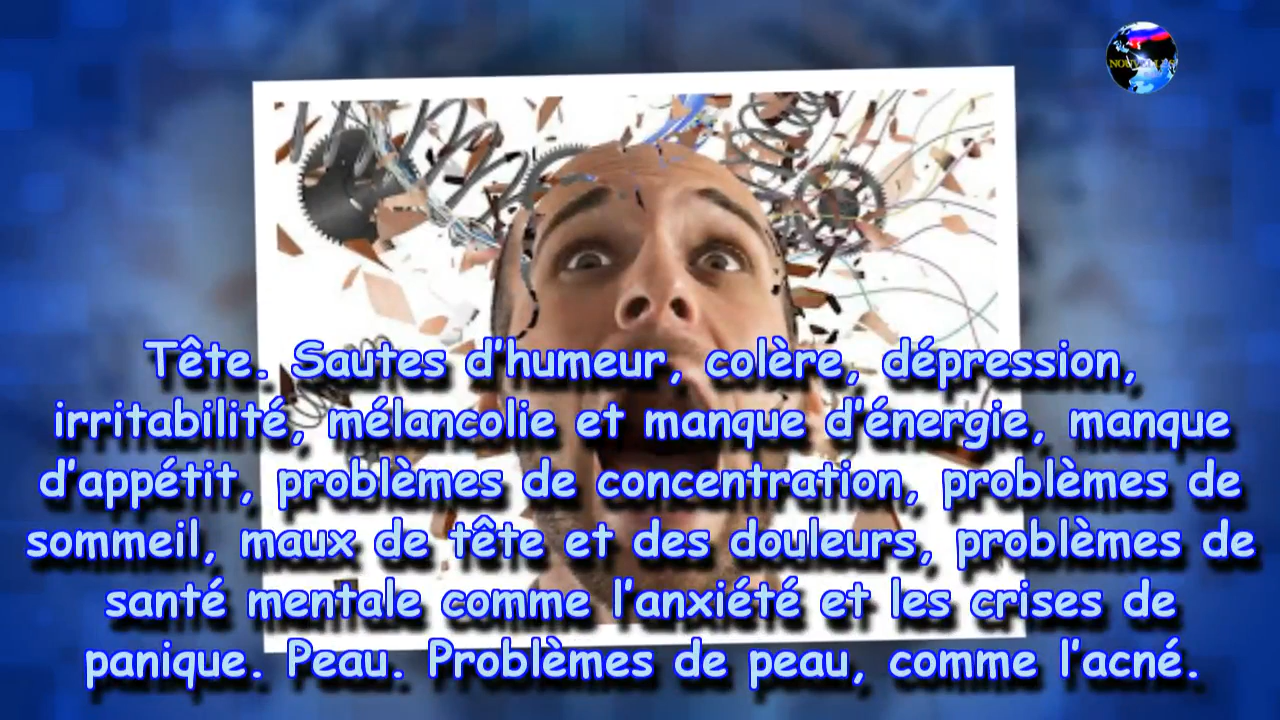 NOUVELLES
Tête. Sautes d'humeur, colère, dépression,
irritabilité, mélancolie et manque d'énergie, manque
d'appétit, problèmes de concentration, problèmes de
sommeil, maux de tête et des douleurs, problèmes de
santé mentale comme l'anxiété et les crises de
panique. Peau. Problèmes de peau, comme l'acné.